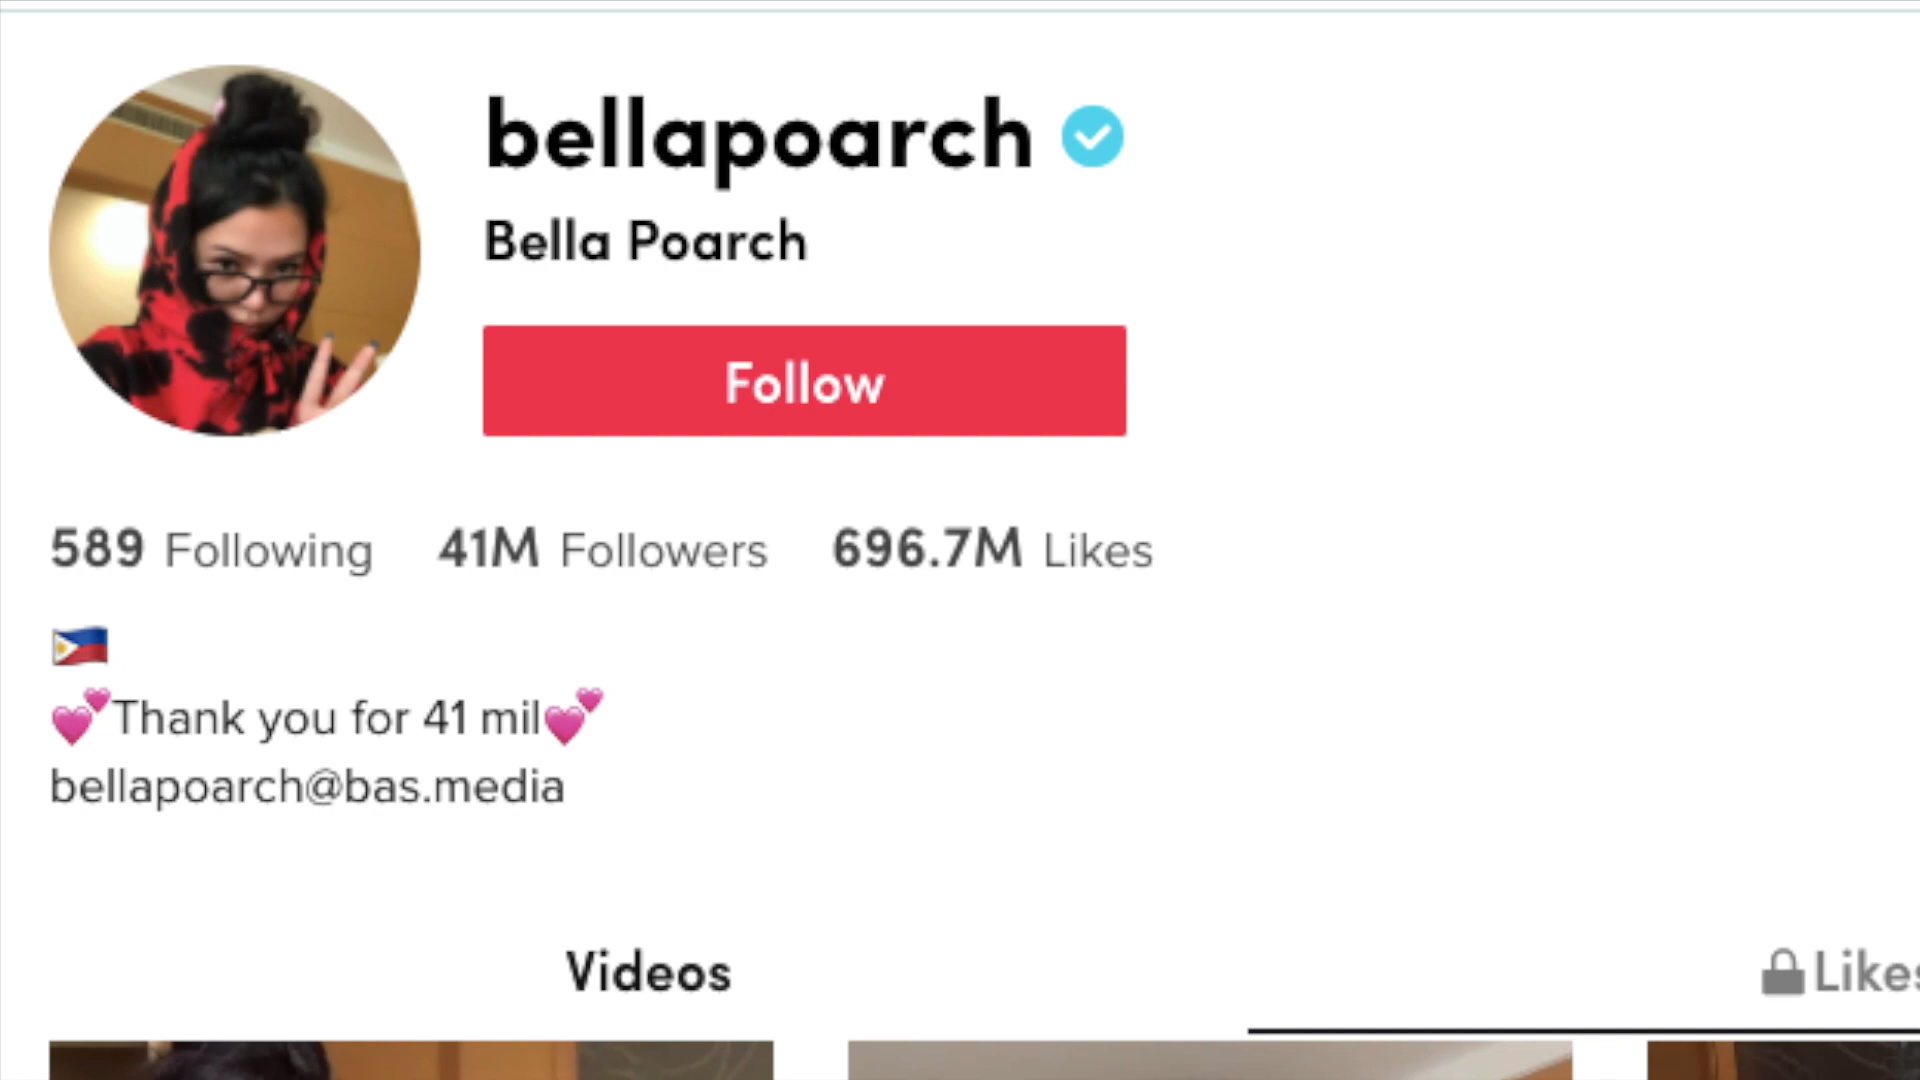 bellapoarch
Bella Poarch
Follow
589 Following 41M Followers 696.7M Likes
🇵🇭
💕Thank you for 41 mil💕
bellapoarch@bas.media
Videos Likes